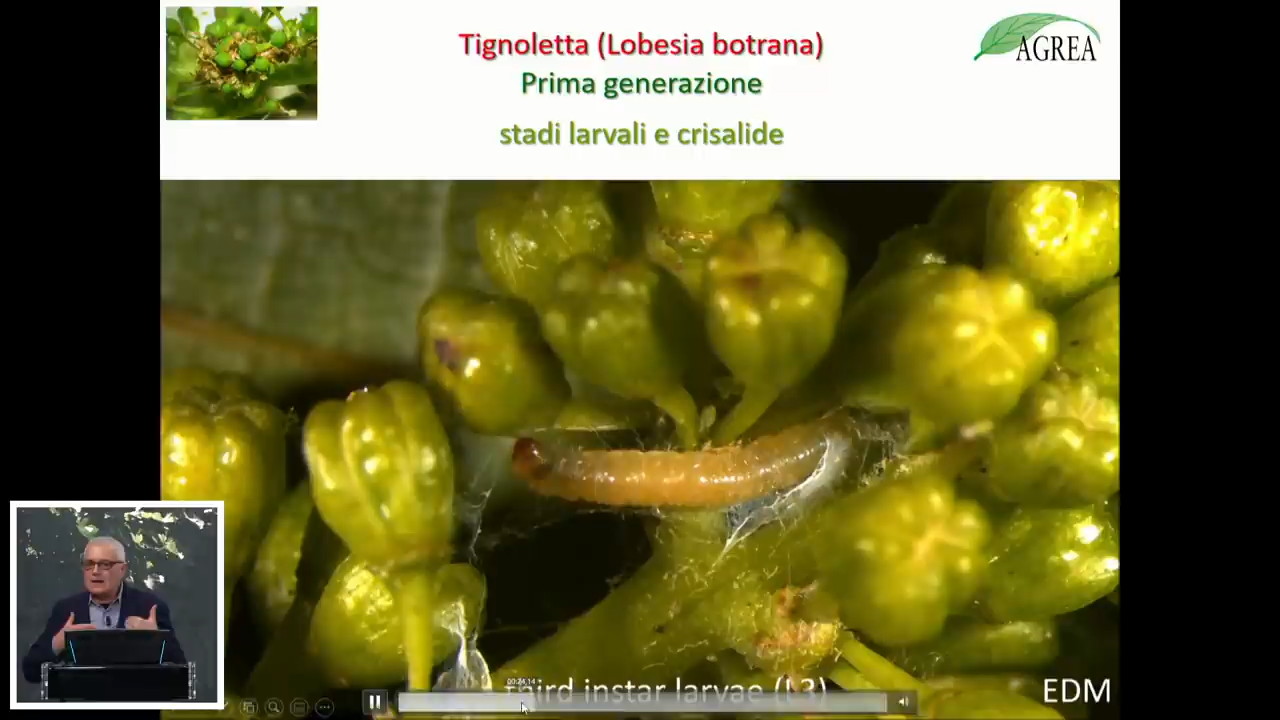 Tignoletta (Lobesia botrana)
Prima generazione
stadi larvali e crisalide
AGREA
third instar larvae (L3)
EDM